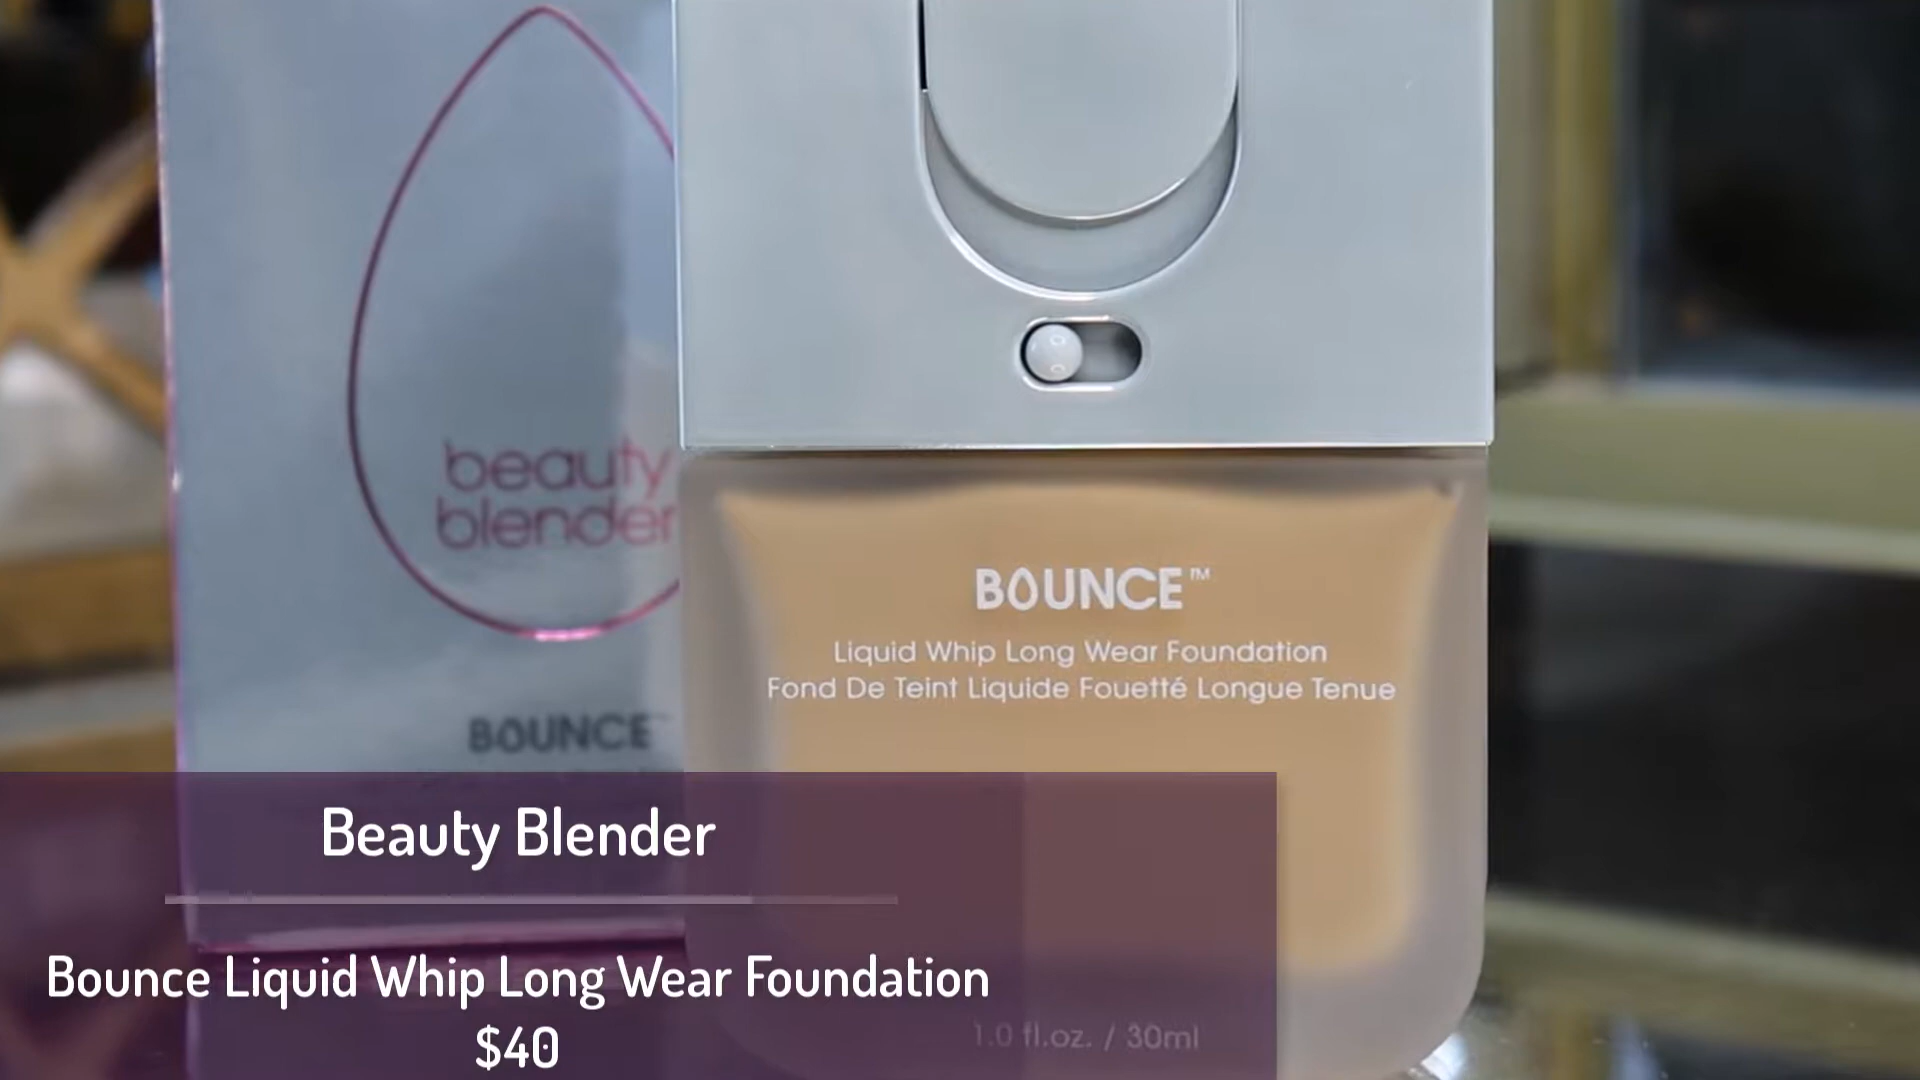 beauty
blender
BOUNCE™
BOUNCE™
Liquid Whip Long Wear Foundation
Fond De Teint Liquide Fouetté Longue Tenue
1.0 fl.oz. / 30ml
Beauty Blender
Bounce Liquid Whip Long Wear Foundation
$40